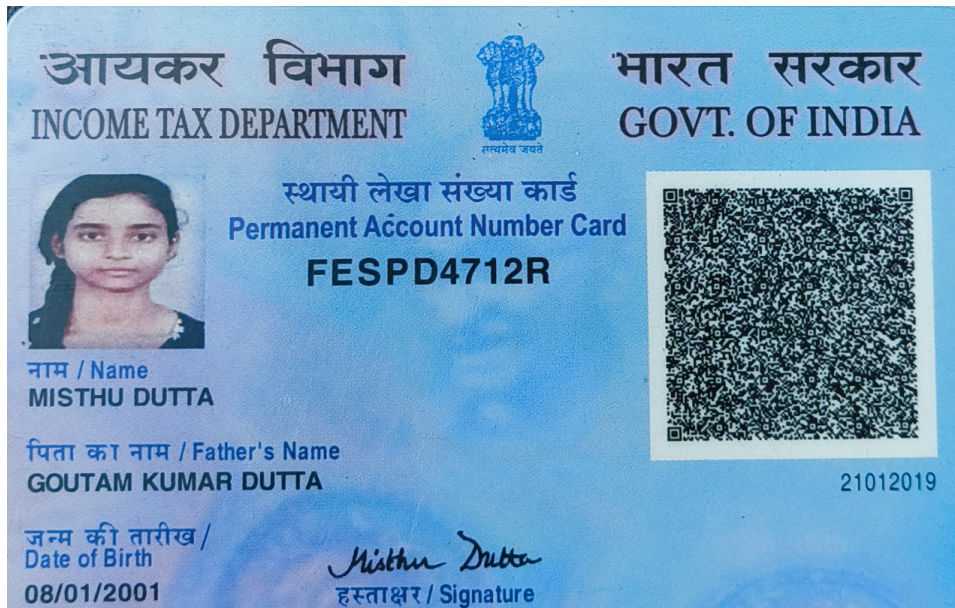 आयकर विभाग
INCOME TAX DEPARTMENT
सत्यमेव जयते
भारत सरकार
GOVT. OF INDIA
स्थायी लेखा संख्या कार्ड
Permanent Account Number Card
FESPD4712R
नाम / Name
MISTHU DUTTA
पिता का नाम / Father's Name
GOUTAM KUMAR DUTTA
21012019
जन्म की तारीख /
Date of Birth
08/01/2001
Misthu Dutta
हस्ताक्षर / Signature